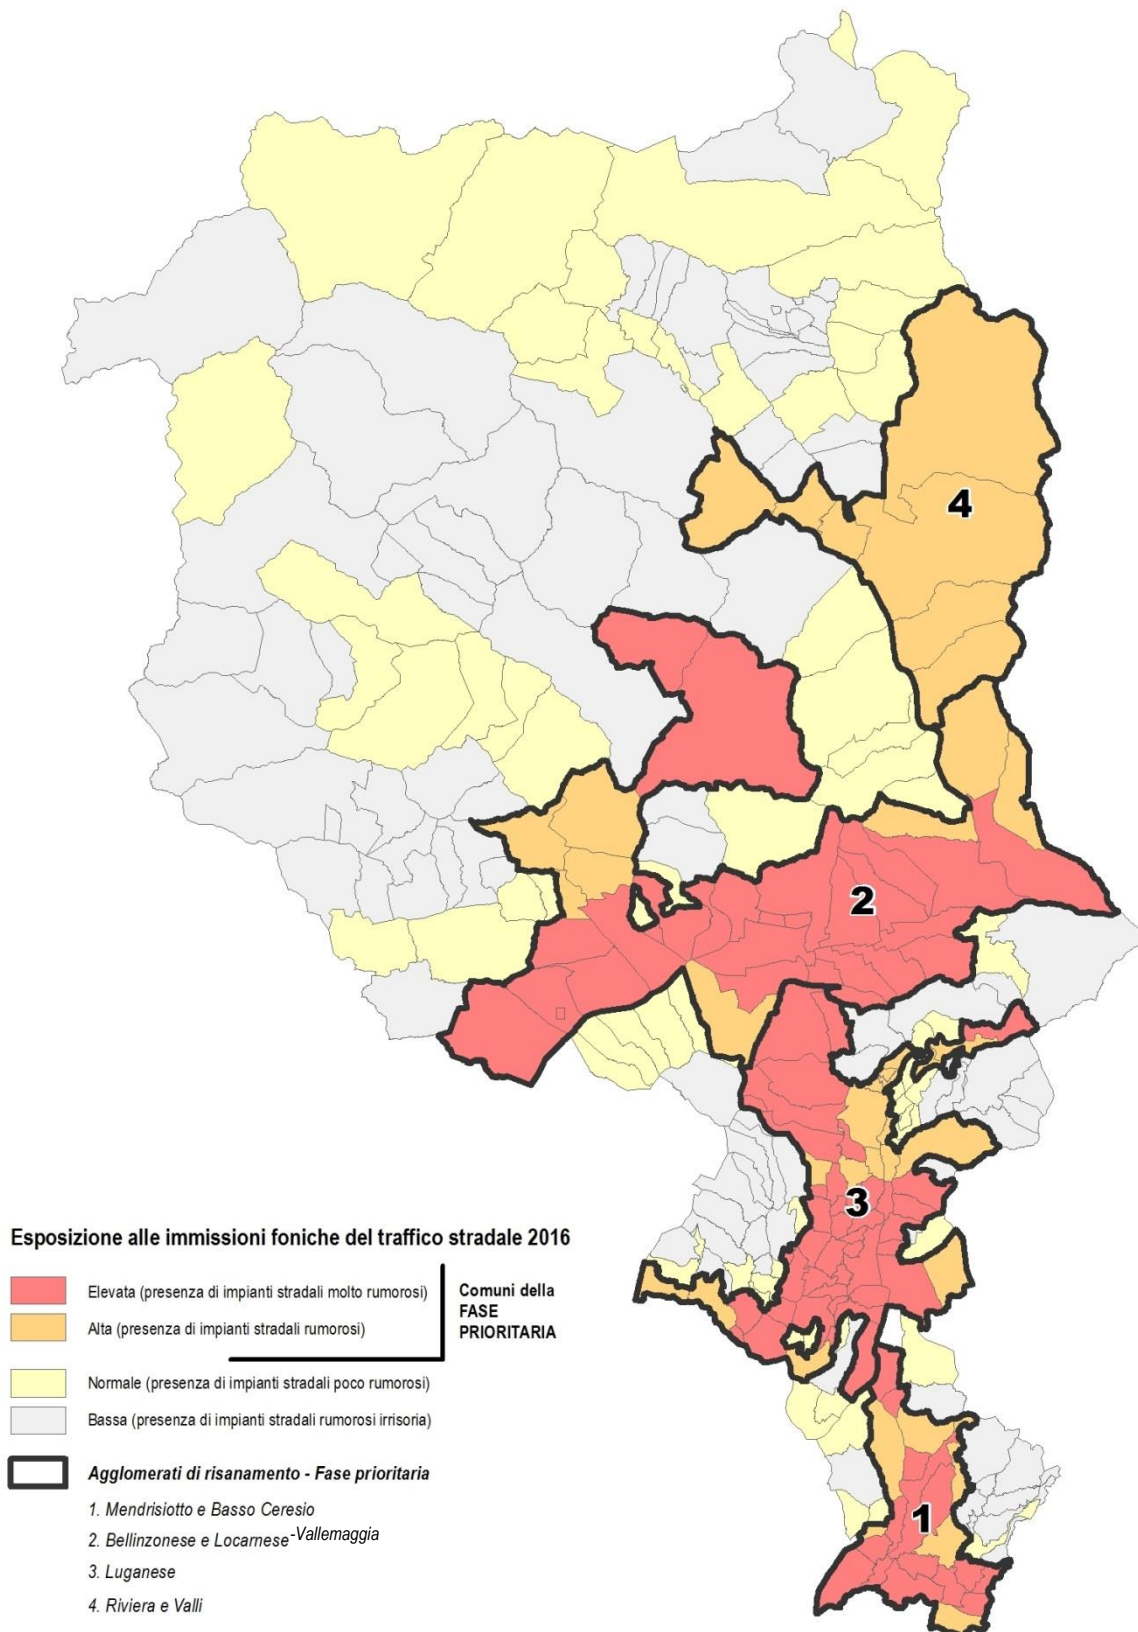 4
2
3
1
Esposizione alle immissioni foniche del traffico stradale 2016
Elevata (presenza di impianti stradali molto rumorosi)
Alta (presenza di impianti stradali rumorosi)
Comuni della
FASE
PRIORITARIA
Normale (presenza di impianti stradali poco rumorosi)
Bassa (presenza di impianti stradali rumorosi irrisoria)
Agglomerati di risanamento - Fase prioritaria
1. Mendrisiotto e Basso Ceresio
2. Bellinzonese e Locarnese-Vallemaggia
3. Luganese
4. Riviera e Valli